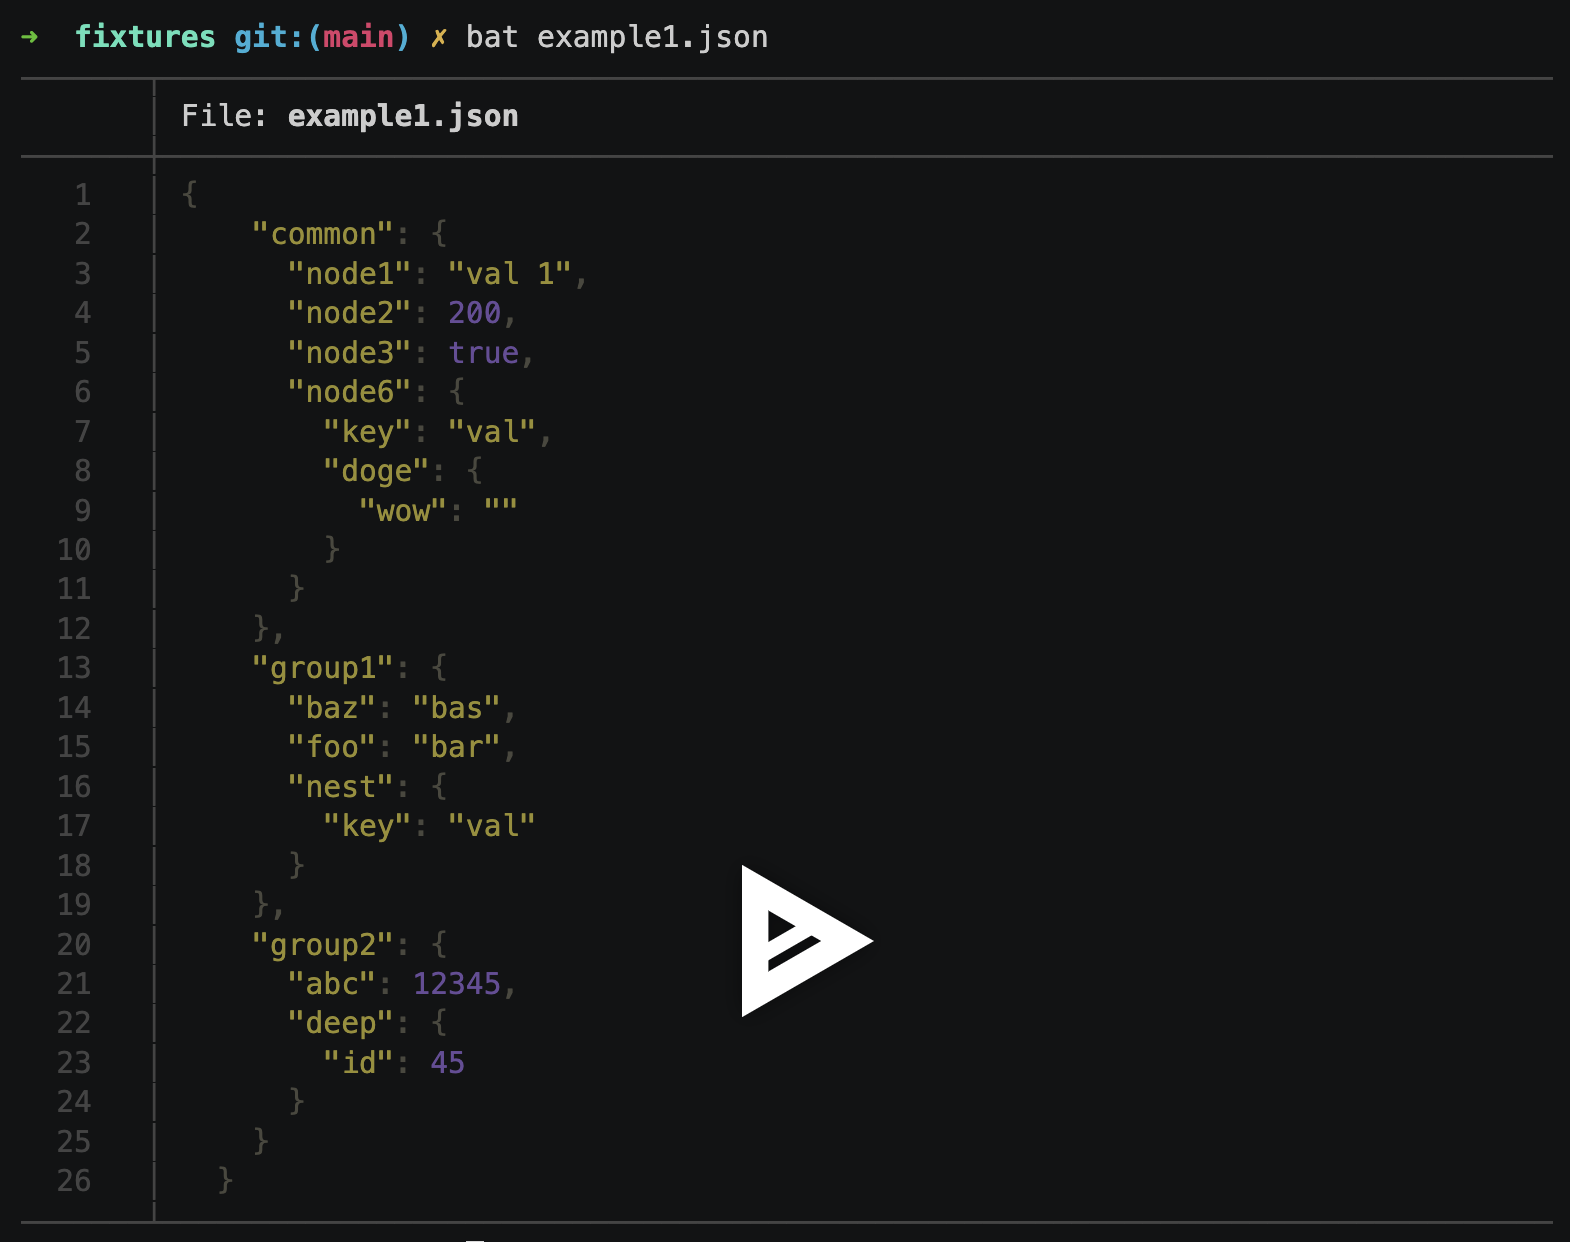 ➜  fixtures git:(main) ✗ bat example1.json
File: example1.json
1 {
2     "common": {
3       "node1": "val 1",
4       "node2": 200,
5       "node3": true,
6       "node6": {
7         "key": "val",
8         "doge": {
9           "wow": ""
10         }
11       }
12     },
13     "group1": {
14       "baz": "bas",
15       "foo": "bar",
16       "nest": {
17         "key": "val"
18       }
19     },
20     "group2": {
21       "abc": 12345,
22       "deep": {
23         "id": 45
24       }
25     }
26   }